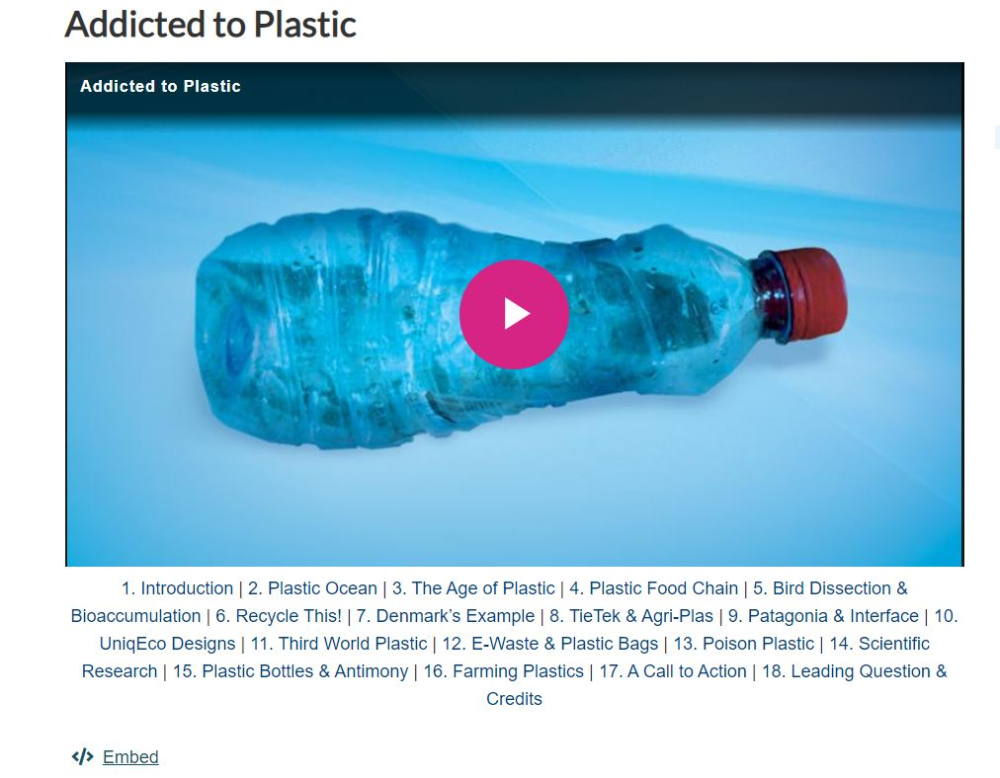 Addicted to Plastic
Addicted to Plastic
1. Introduction | 2. Plastic Ocean | 3. The Age of Plastic | 4. Plastic Food Chain | 5. Bird Dissection &
Bioaccumulation | 6. Recycle This! | 7. Denmark’s Example | 8. TieTek & Agri-Plas | 9. Patagonia & Interface | 10.
UniqEco Designs | 11. Third World Plastic | 12. E-Waste & Plastic Bags | 13. Poison Plastic | 14. Scientific
Research | 15. Plastic Bottles & Antimony | 16. Farming Plastics | 17. A Call to Action | 18. Leading Question &
Credits
</> Embed